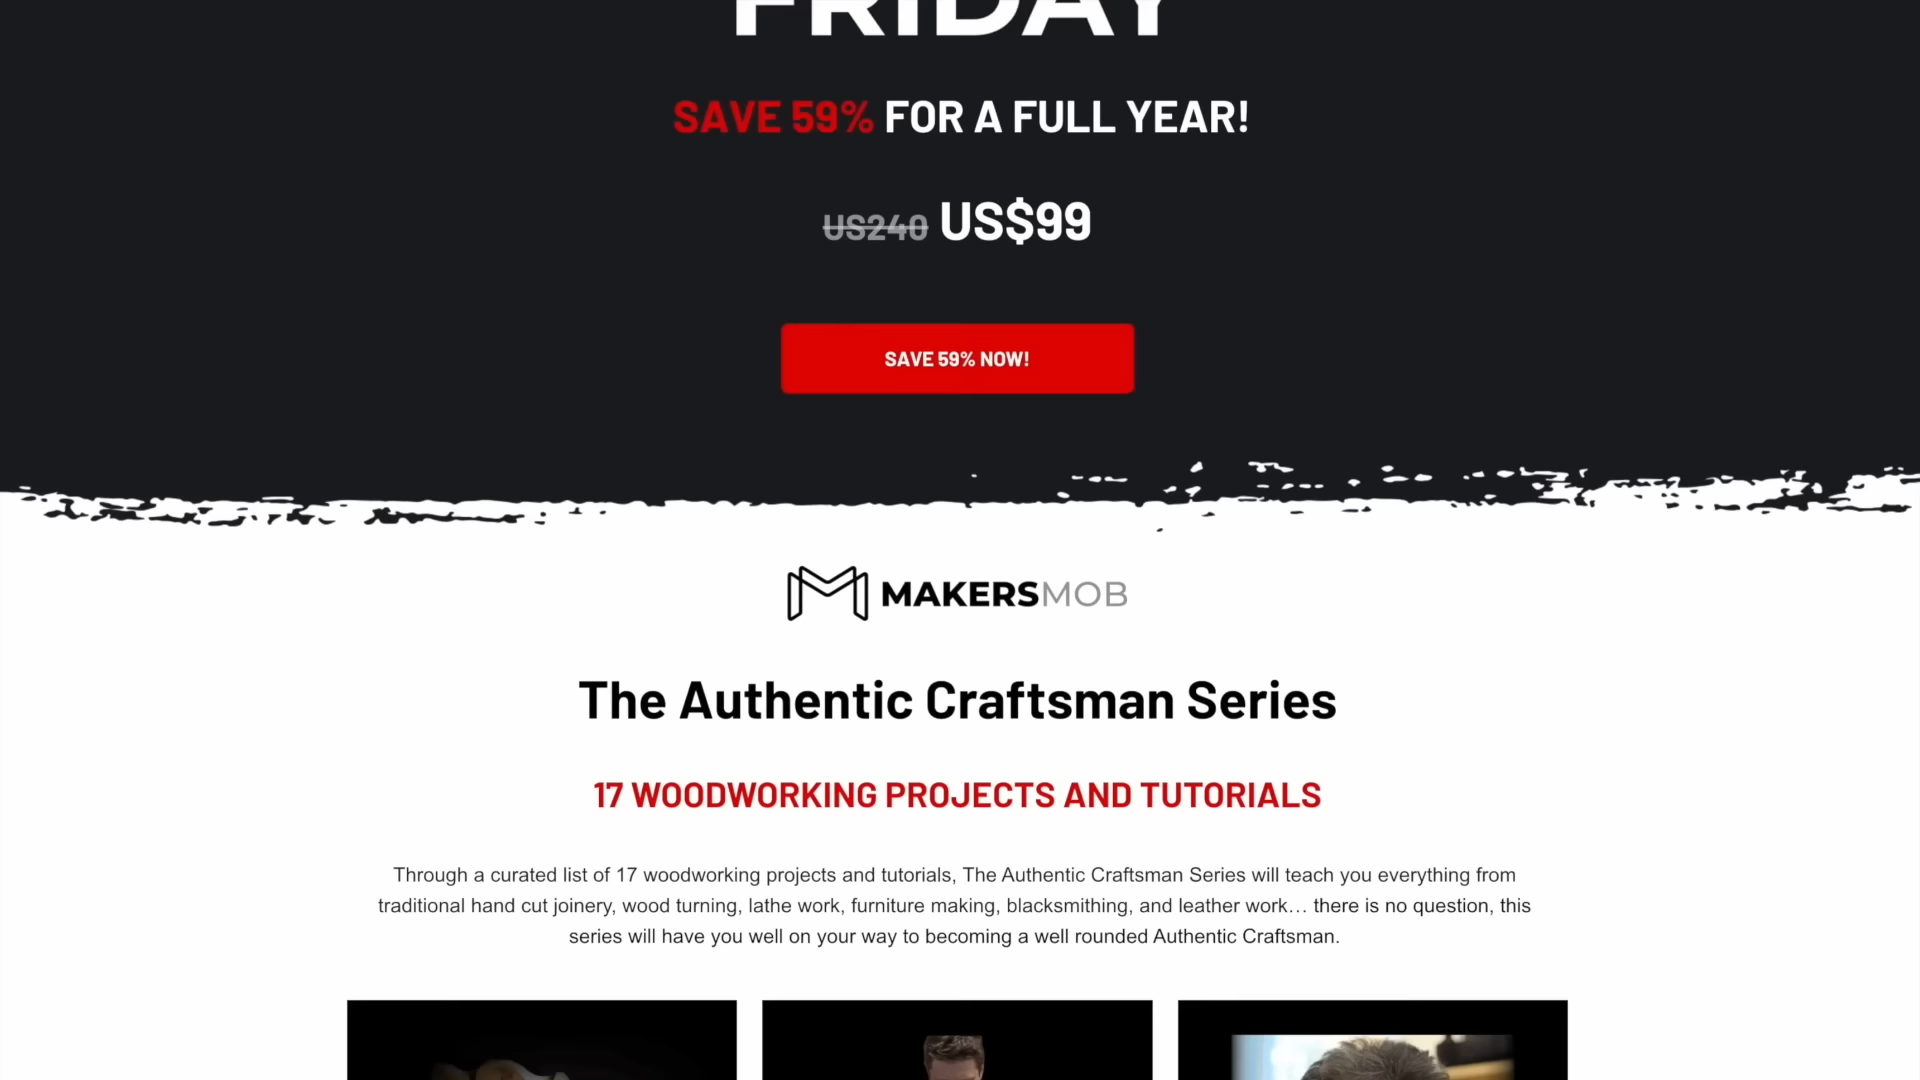 FRIDAY
SAVE 59% FOR A FULL YEAR!
US240 US$99
SAVE 59% NOW!
MAKERSMOB
The Authentic Craftsman Series
17 WOODWORKING PROJECTS AND TUTORIALS
Through a curated list of 17 woodworking projects and tutorials, The Authentic Craftsman Series will teach you everything from
traditional hand cut joinery, wood turning, lathe work, furniture making, blacksmithing, and leather work… there is no question, this
series will have you well on your way to becoming a well rounded Authentic Craftsman.